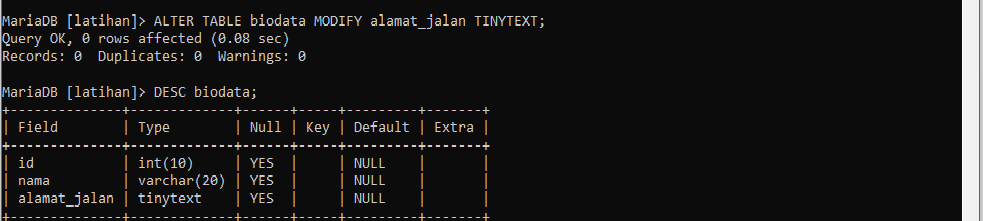 MariaDB [latihan]> ALTER TABLE biodata MODIFY alamat_jalan TINYTEXT;
Query OK, 0 rows affected (0.08 sec)
Records: 0  Duplicates: 0  Warnings: 0

MariaDB [latihan]> DESC biodata;
+--------------+-------------+------+-----+---------+-------+
| Field        | Type        | Null | Key | Default | Extra |
+--------------+-------------+------+-----+---------+-------+
| id           | int(10)     | YES  |     | NULL    |       |
| nama         | varchar(20) | YES  |     | NULL    |       |
| alamat_jalan | tinytext    | YES  |     | NULL    |       |
+--------------+-------------+------+-----+---------+-------+